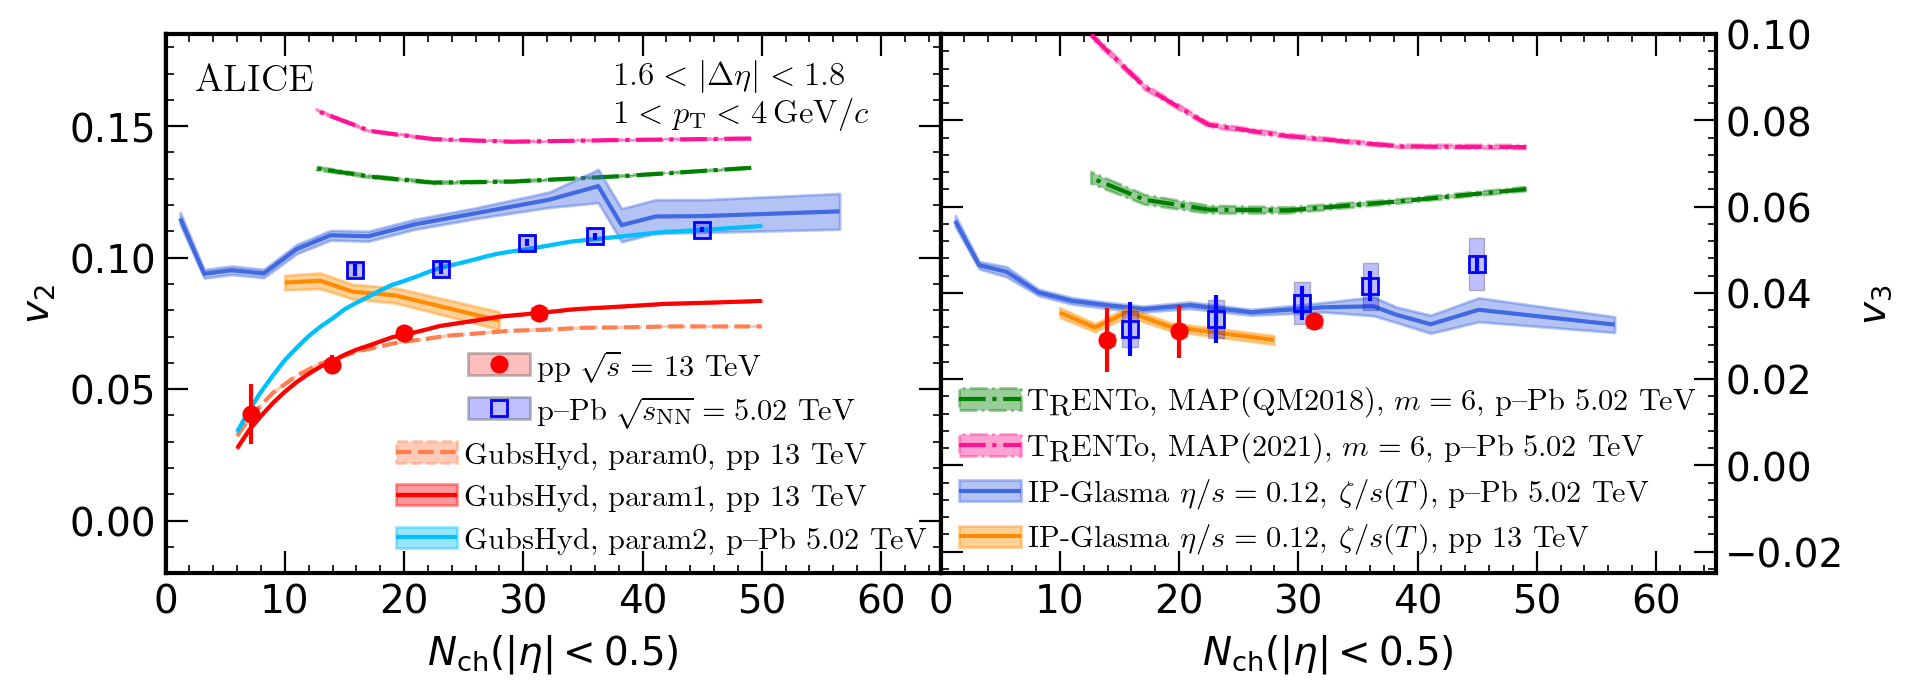 ALICE
1.6 < |Δη| < 1.8
1 < p_T < 4 GeV/c
0.15
0.10
0.05
0.00
v₂
pp √s = 13 TeV
p–Pb √s_NN = 5.02 TeV
GubsHyd, param0, pp 13 TeV
GubsHyd, param1, pp 13 TeV
GubsHyd, param2, p–Pb 5.02 TeV
0 10 20 30 40 50 60
N_ch(|η| < 0.5)
TRENTo, MAP(QM2018), m = 6, p–Pb 5.02 TeV
TRENTo, MAP(2021), m = 6, p–Pb 5.02 TeV
IP-Glasma η/s = 0.12, ζ/s(T), p–Pb 5.02 TeV
IP-Glasma η/s = 0.12, ζ/s(T), pp 13 TeV
0.10
0.08
0.06
0.04
0.02
0.00
−0.02
v₃
0 10 20 30 40 50 60
N_ch(|η| < 0.5)